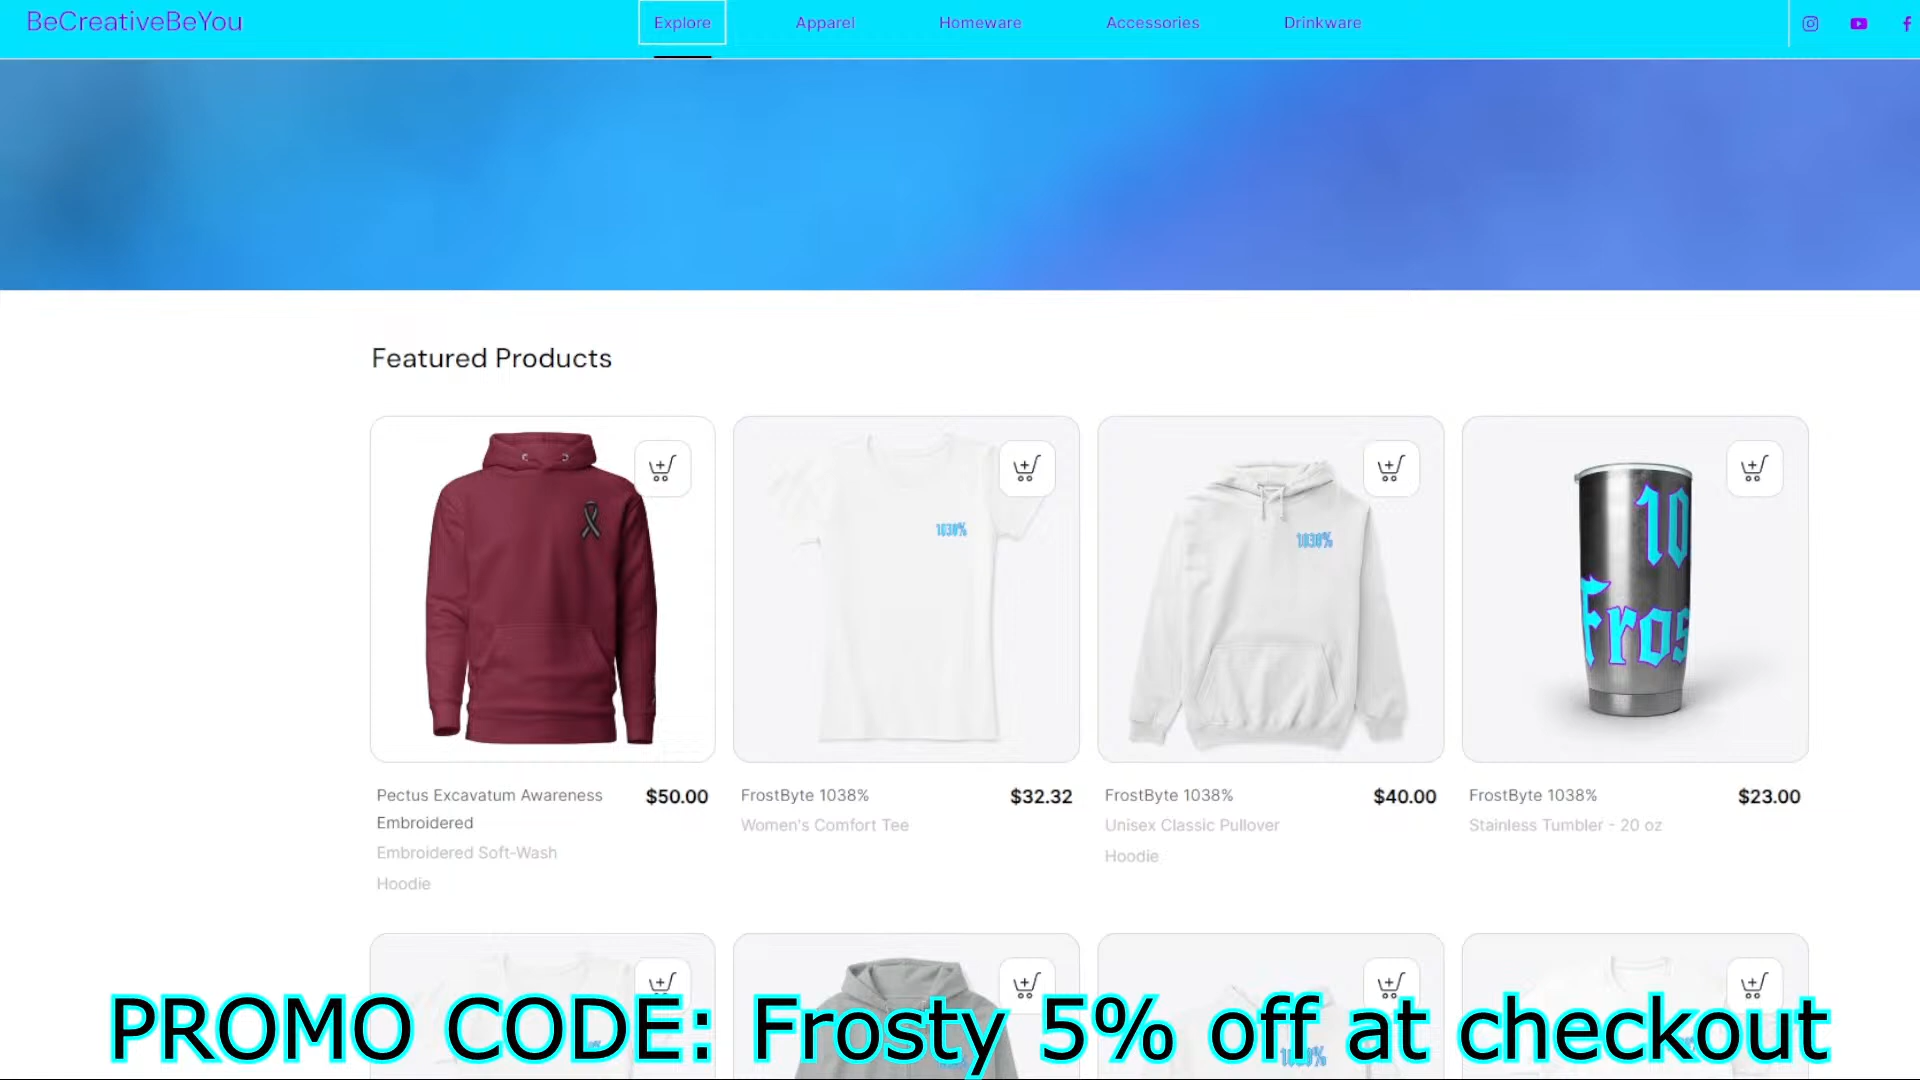 BeCreativeBeYou
Explore
Apparel
Homeware
Accessories
Drinkware
Featured Products
1038%
1038%
10
Fros
Pectus Excavatum Awareness
Embroidered
$50.00
Embroidered Soft-Wash
Hoodie
FrostByte 1038%
$32.32
Women's Comfort Tee
FrostByte 1038%
$40.00
Unisex Classic Pullover
Hoodie
FrostByte 1038%
$23.00
Stainless Tumbler - 20 oz
PROMO CODE: Frosty 5% off at checkout
1038%